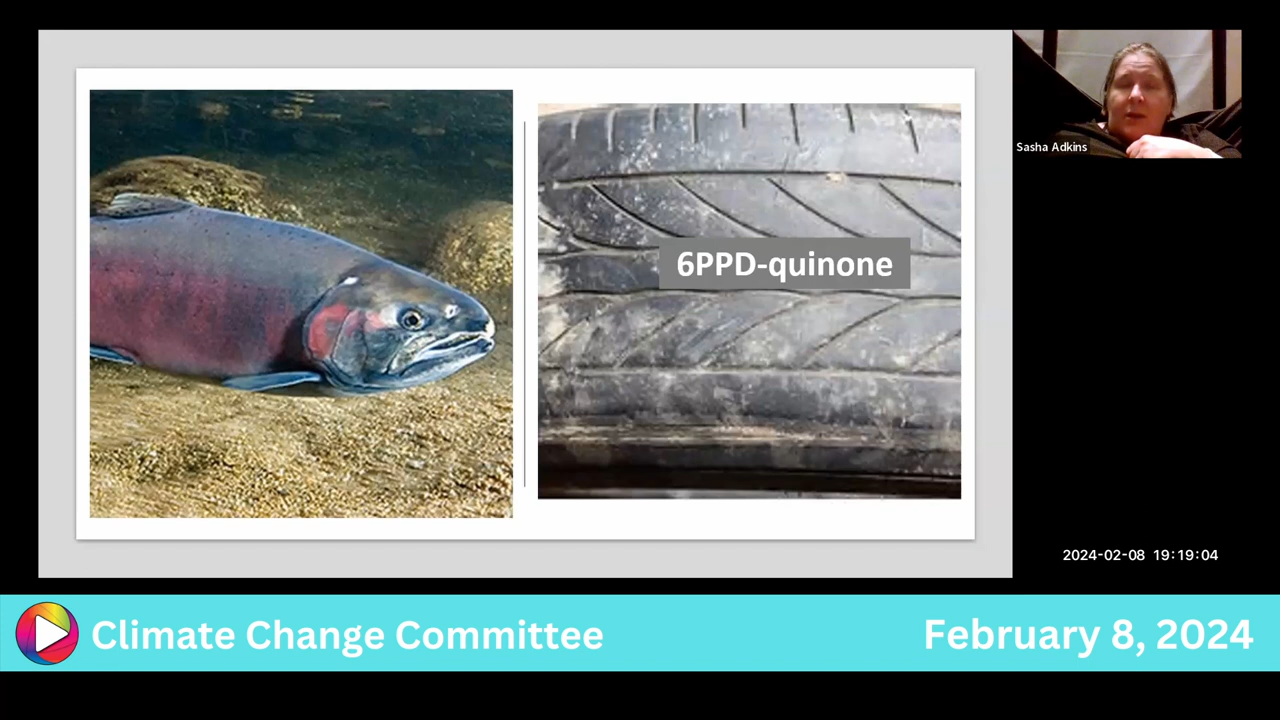 6PPD-quinone
Sasha Adkins
2024-02-08 19:19:04
Climate Change Committee
February 8, 2024